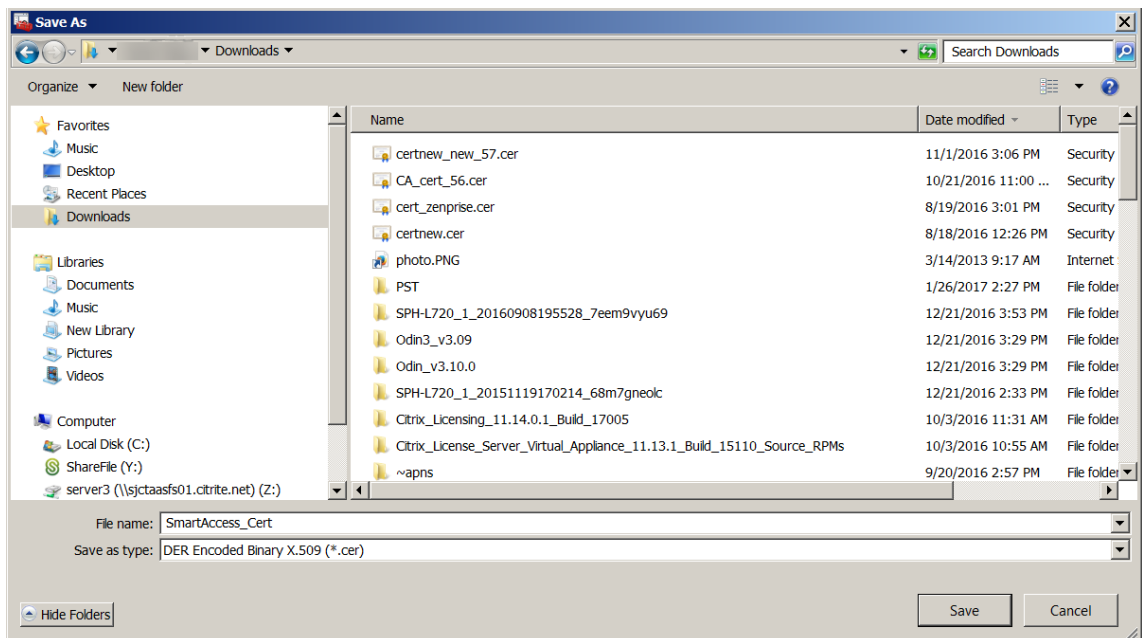 Save As
Downloads
Search Downloads
Organize
New folder
Favorites
Music
Desktop
Recent Places
Downloads
Libraries
Documents
Music
New Library
Pictures
Videos
Computer
Local Disk (C:)
ShareFile (Y:)
server3 (\\sjctaasfs01.citrite.net) (Z:)
Name Date modified Type
certnew_new_57.cer 11/1/2016 3:06 PM Security
CA_cert_56.cer 10/21/2016 11:00 ... Security
cert_zenprise.cer 8/19/2016 3:01 PM Security
certnew.cer 8/18/2016 12:26 PM Security
photo.PNG 3/14/2013 9:17 AM Internet
PST 1/26/2017 2:27 PM File folder
SPH-L720_1_20160908195528_7eem9vyu69 12/21/2016 3:53 PM File folder
Odin3_v3.09 12/21/2016 3:29 PM File folder
Odin_v3.10.0 12/21/2016 3:29 PM File folder
SPH-L720_1_20151119170214_68m7gneolc 12/21/2016 2:33 PM File folder
Citrix_Licensing_11.14.0.1_Build_17005 10/3/2016 11:31 AM File folder
Citrix_License_Server_Virtual_Appliance_11.13.1_Build_15110_Source_RPMs 10/3/2016 10:55 AM File folder
~apns 9/20/2016 2:57 PM File folder
File name: SmartAccess_Cert
Save as type: DER Encoded Binary X.509 (*.cer)
Hide Folders
Save
Cancel